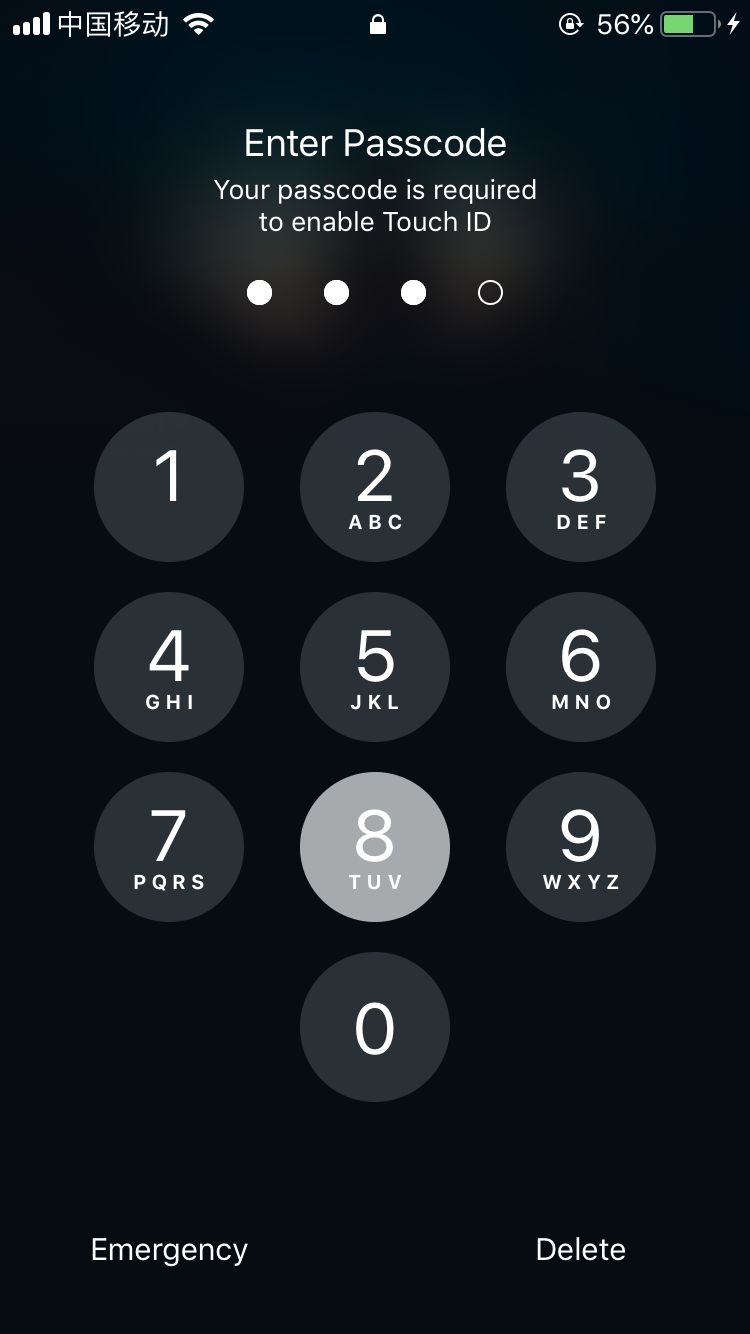 中国移动 56%
Enter Passcode
Your passcode is required
to enable Touch ID
1 2 3
ABC DEF
4 5 6
GHI JKL MNO
7 8 9
PQRS TUV WXYZ
0
Emergency Delete